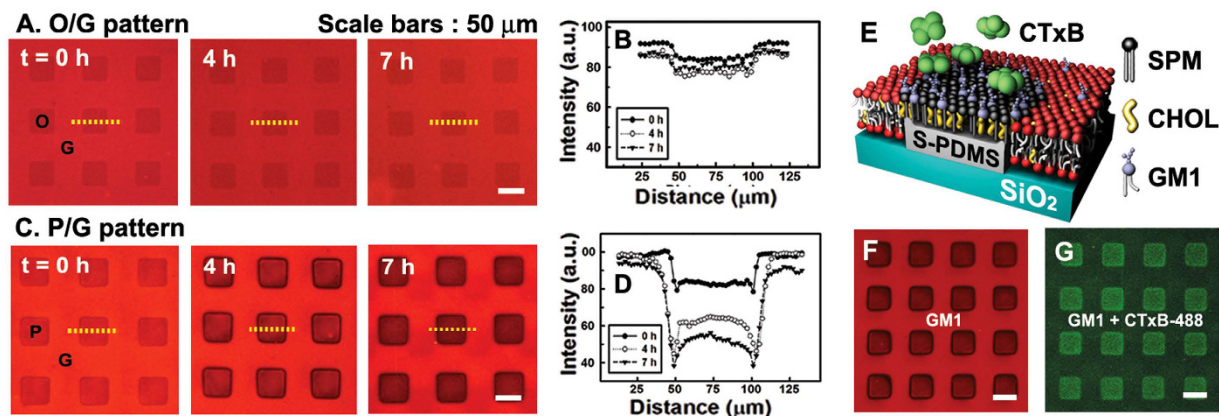 A. O/G pattern
Scale bars : 50 μm
t = 0 h
4 h
7 h
O
G
B
Intensity (a.u.)
100
80
60
40
0 h
4 h
7 h
25 50 75 100 125
Distance (μm)
C. P/G pattern
t = 0 h
4 h
7 h
P
G
D
Intensity (a.u.)
00
80
60
40
0 h
4 h
7 h
25 50 75 100 125
Distance (μm)
E
CTxB
SPM
CHOL
GM1
S-PDMS
SiO2
F
GM1
G
GM1 + CTxB-488